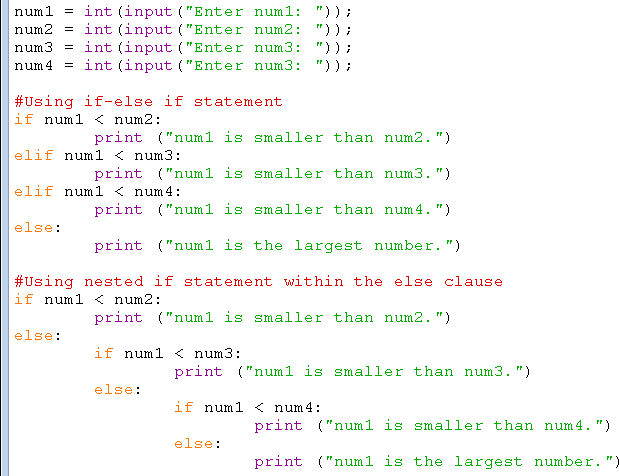 num1 = int(input("Enter num1: "));
num2 = int(input("Enter num2: "));
num3 = int(input("Enter num3: "));
num4 = int(input("Enter num3: "));

#Using if-else if statement
if num1 < num2:
        print ("num1 is smaller than num2.")
elif num1 < num3:
        print ("num1 is smaller than num3.")
elif num1 < num4:
        print ("num1 is smaller than num4.")
else:
        print ("num1 is the largest number.")

#Using nested if statement within the else clause
if num1 < num2:
        print ("num1 is smaller than num2.")
else:
        if num1 < num3:
                print ("num1 is smaller than num3.")
        else:
                if num1 < num4:
                        print ("num1 is smaller than num4.")
                else:
                        print ("num1 is the largest number.")